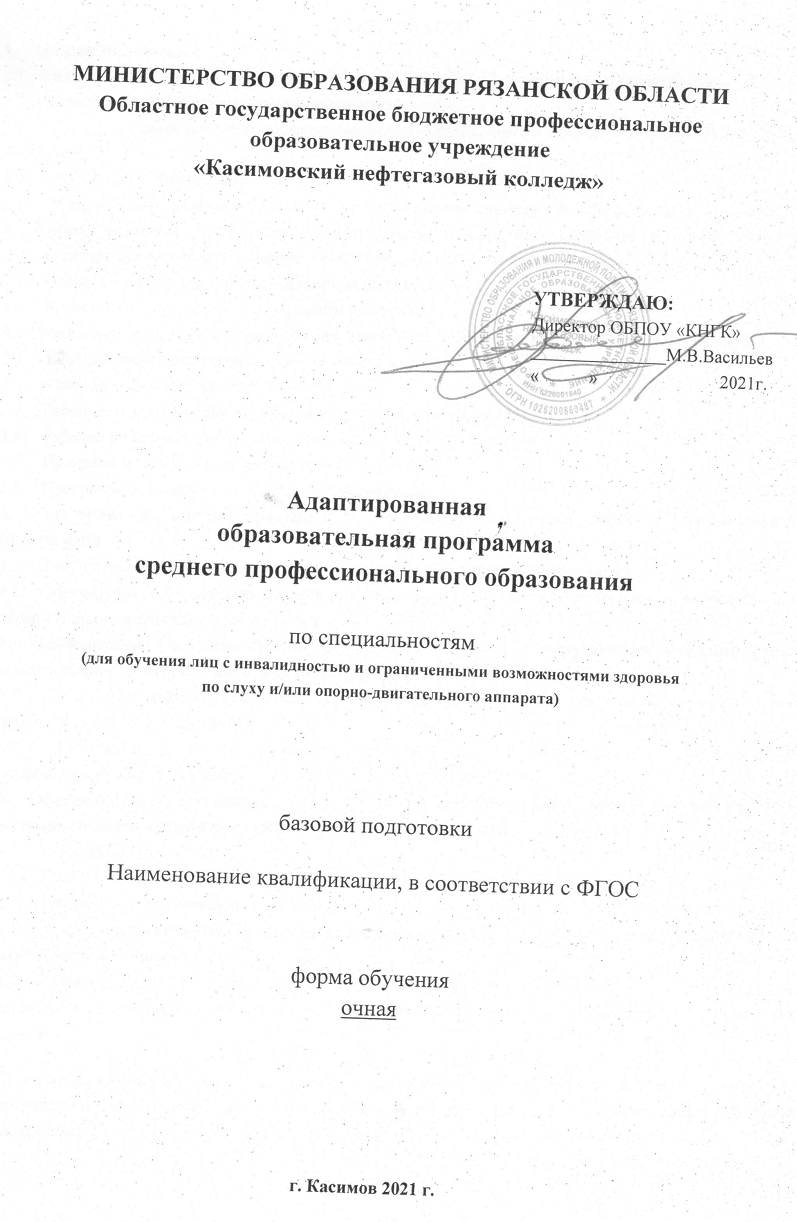 МИНИСТЕРСТВО ОБРАЗОВАНИЯ РЯЗАНСКОЙ ОБЛАСТИ
Областное государственное бюджетное профессиональное
образовательное учреждение
«Касимовский нефтегазовый колледж»
УТВЕРЖДАЮ:
Директор ОБПОУ «КНГК»
М.В.Васильев
« » 2021г.
ОГРН 1026200860487
Адаптированная
образовательная программа
среднего профессионального образования
по специальностям
(для обучения лиц с инвалидностью и ограниченными возможностями здоровья
по слуху и/или опорно-двигательного аппарата)
базовой подготовки
Наименование квалификации, в соответствии с ФГОС
форма обучения
очная
г. Касимов 2021 г.